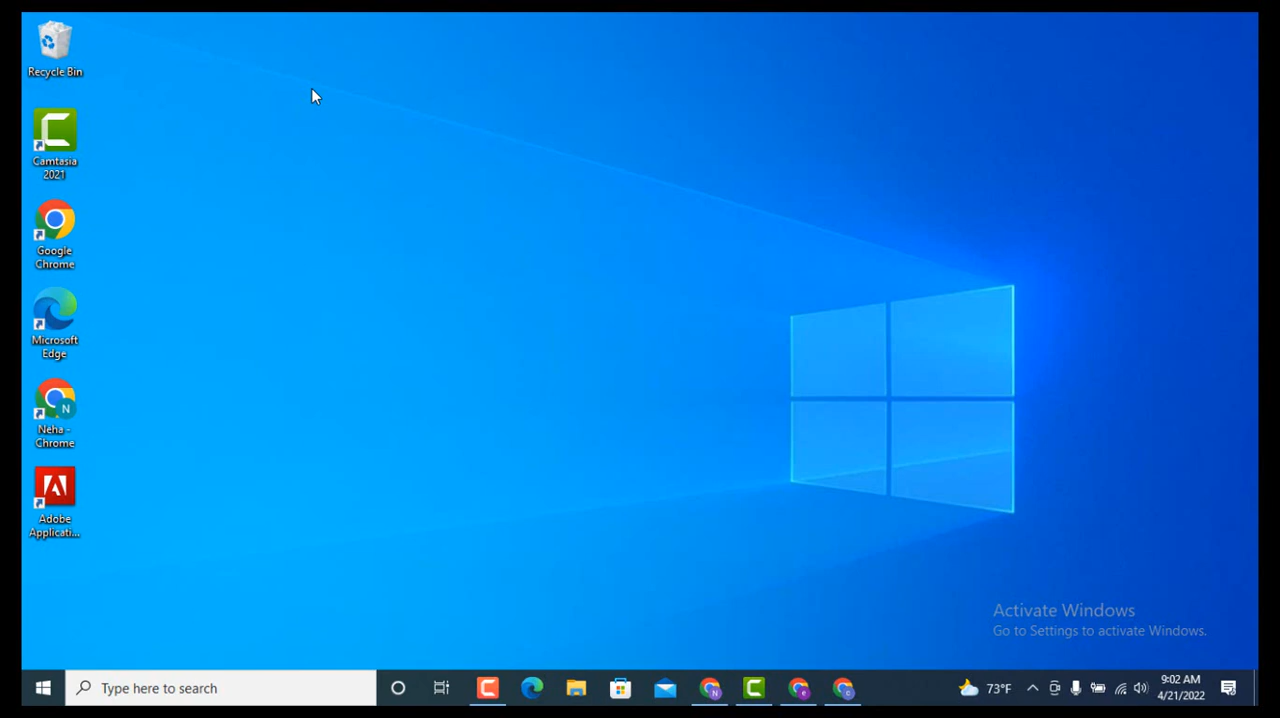 Recycle Bin
Camtasia
2021
Google
Chrome
Microsoft
Edge
N
Neha -
Chrome
Adobe
Applicati...
Activate Windows
Go to Settings to activate Windows.
Type here to search
N
e
c
73°F
9:02 AM
4/21/2022